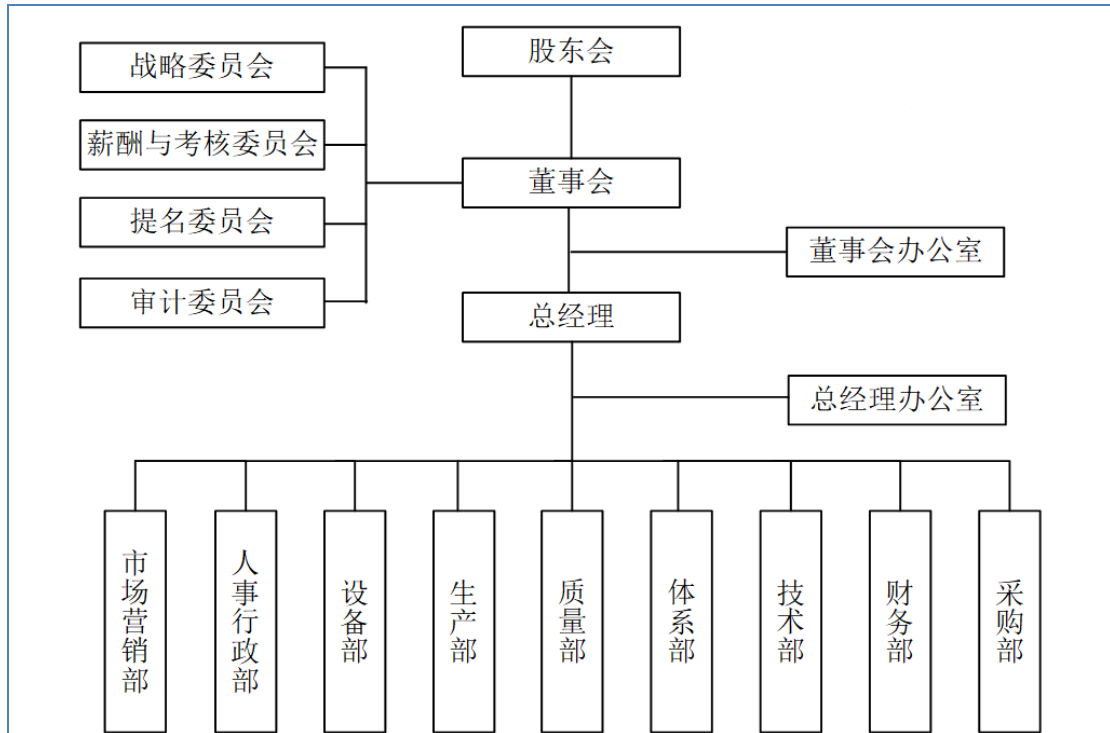 股东会
战略委员会
薪酬与考核委员会
董事会
提名委员会
董事会办公室
审计委员会
总经理
总经理办公室
市场营销部
人事行政部
设备部
生产部
质量部
体系部
技术部
财务部
采购部